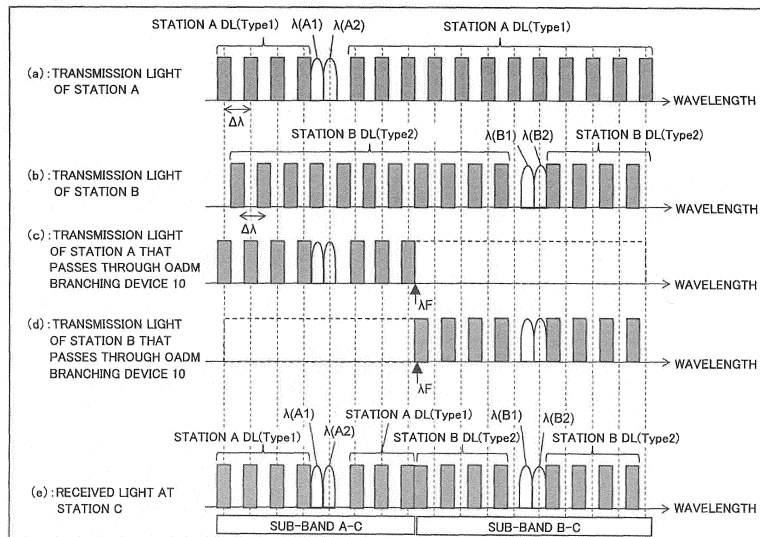 STATION A DL(Type1)
λ(A1)
λ(A2)
STATION A DL(Type1)
(a):TRANSMISSION LIGHT
OF STATION A
WAVELENGTH
Δλ
STATION B DL(Type2)
λ(B1)
λ(B2)
STATION B DL(Type2)
(b):TRANSMISSION LIGHT
OF STATION B
WAVELENGTH
Δλ
(c):TRANSMISSION LIGHT
OF STATION A THAT
PASSES THROUGH OADM
BRANCHING DEVICE 10
WAVELENGTH
λF
(d):TRANSMISSION LIGHT
OF STATION B THAT
PASSES THROUGH OADM
BRANCHING DEVICE 10
WAVELENGTH
λF
STATION A DL(Type1)
λ(A1)
λ(A2)
STATION A DL(Type1)
STATION B DL(Type2)
λ(B1)
λ(B2)
STATION B DL(Type2)
(e):RECEIVED LIGHT AT
STATION C
WAVELENGTH
SUB-BAND A-C
SUB-BAND B-C